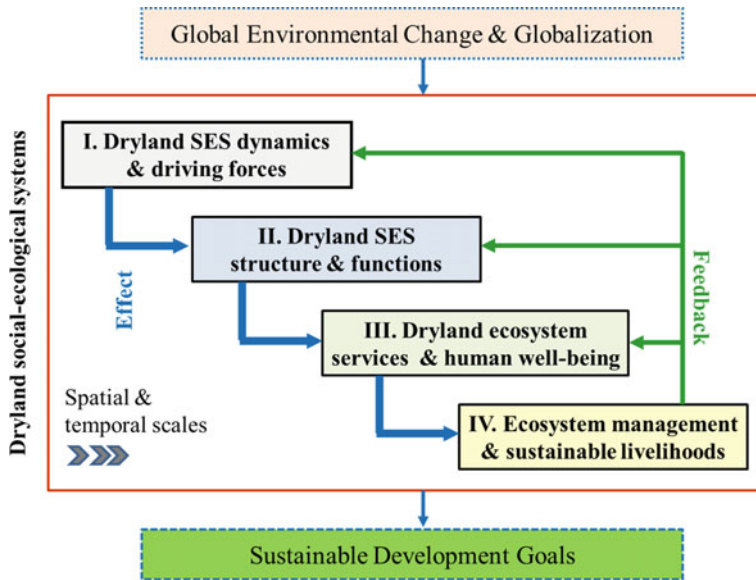 Global Environmental Change & Globalization
Dryland social-ecological systems
I. Dryland SES dynamics
& driving forces
II. Dryland SES
structure & functions
Effect
Feedback
III. Dryland ecosystem
services & human well-being
Spatial &
temporal scales
IV. Ecosystem management
& sustainable livelihoods
Sustainable Development Goals